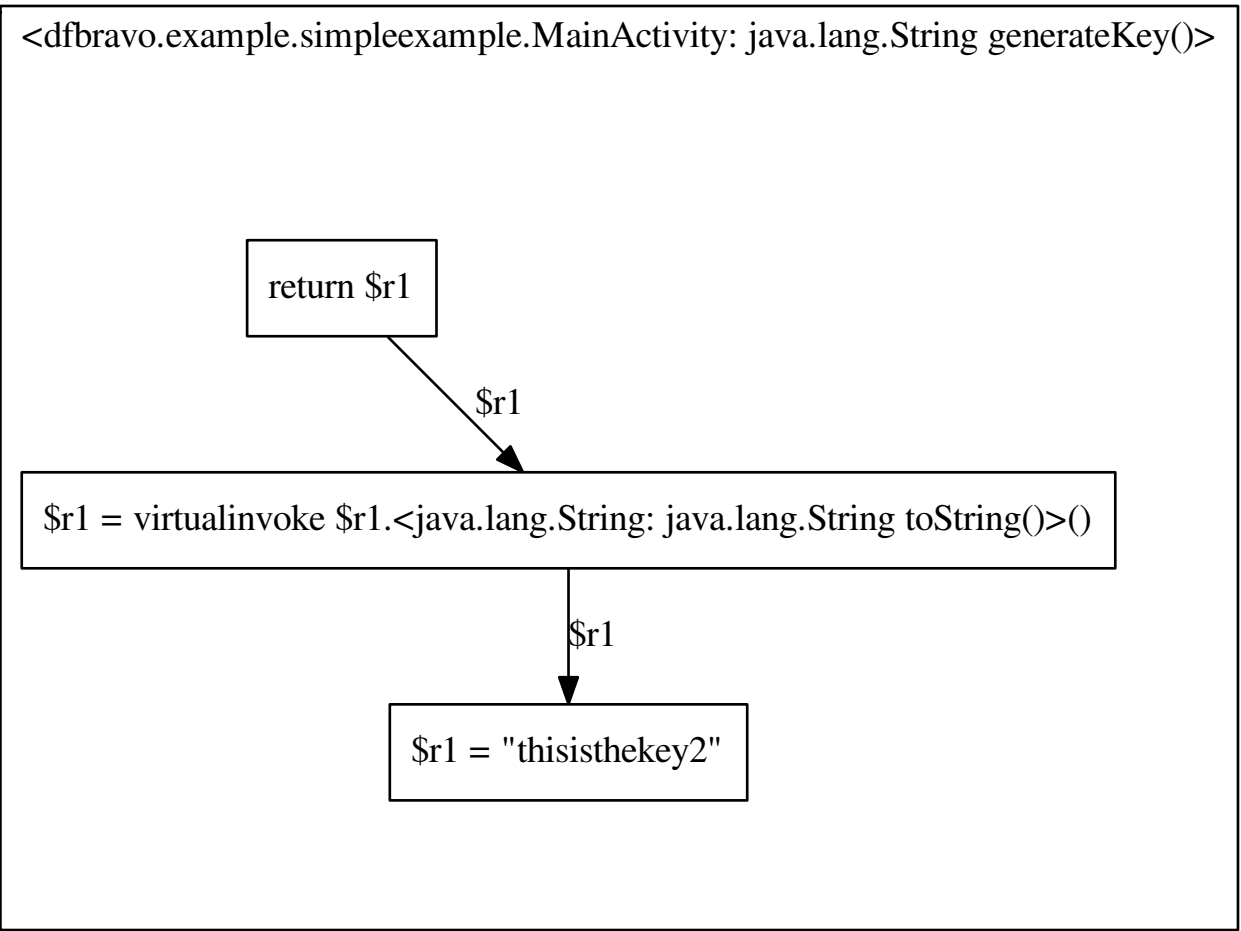 <dfbravo.example.simpleexample.MainActivity: java.lang.String generateKey()>
return $r1
$r1
$r1 = virtualinvoke $r1.<java.lang.String: java.lang.String toString()>()
$r1
$r1 = "thisisthekey2"